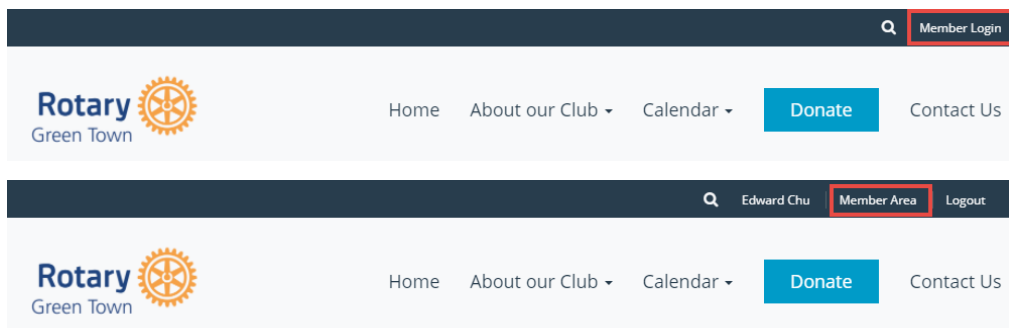 Member Login
Rotary
Green Town
Home About our Club Calendar Donate Contact Us
Edward Chu Member Area Logout
Rotary
Green Town
Home About our Club Calendar Donate Contact Us